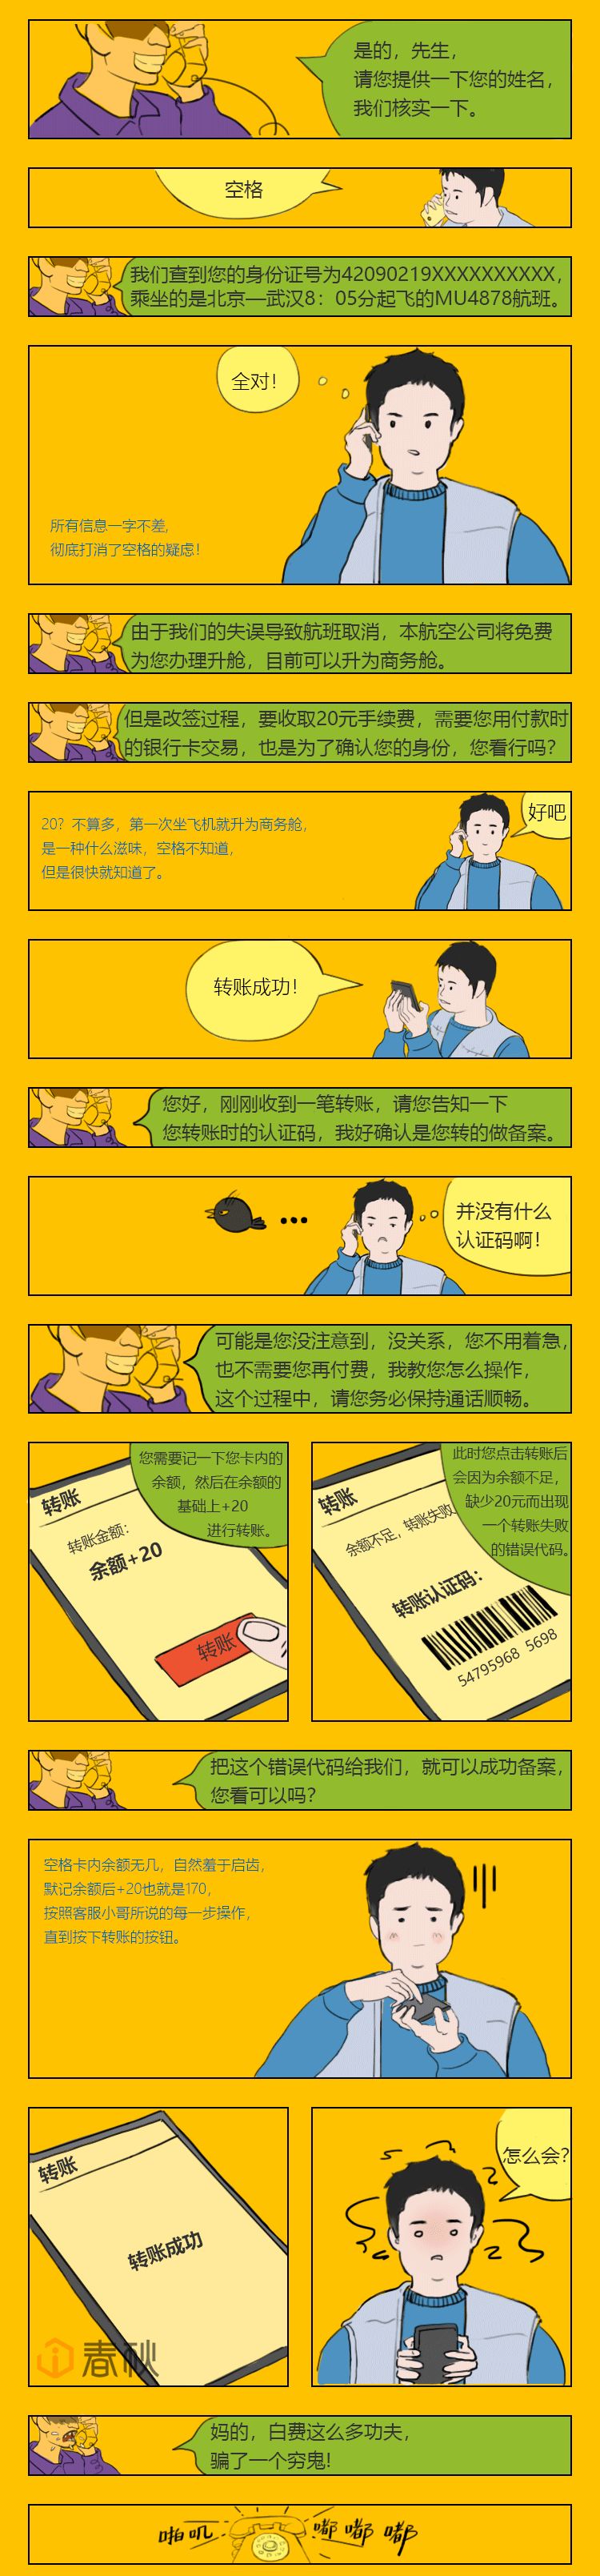 是的，先生，
请您提供一下您的姓名，
我们核实一下。
空格
我们查到您的身份证号为42090219XXXXXXXXXX，
乘坐的是北京—武汉8：05分起飞的MU4878航班。
全对！
所有信息一字不差,
彻底打消了空格的疑虑！
由于我们的失误导致航班取消，本航空公司将免费
为您办理升舱，目前可以升为商务舱。
但是改签过程，要收取20元手续费，需要您用付款时
的银行卡交易，也是为了确认您的身份，您看行吗？
好吧
20？不算多，第一次坐飞机就升为商务舱，
是一种什么滋味，空格不知道，
但是很快就知道了。
转账成功！
您好，刚刚收到一笔转账，请您告知一下
您转账时的认证码，我好确认是您转的做备案。
并没有什么
认证码啊！
可能是您没注意到，没关系，您不用着急，
也不需要您再付费，我教您怎么操作，
这个过程中，请您务必保持通话顺畅。
您需要记一下您卡内的
余额，然后在余额的
基础上+20
进行转账。
转账
转账金额：
余额+20
转账
此时您点击转账后
会因为余额不足，
缺少20元而出现
一个转账失败
的错误代码。
转账
余额不足，转账失败
转账认证码：
54795968 5698
把这个错误代码给我们，就可以成功备案，
您看可以吗？
空格卡内余额无几，自然羞于启齿，
默记余额后+20也就是170，
按照客服小哥所说的每一步操作，
直到按下转账的按钮。
转账
转账成功
春秋
怎么会？
妈的，白费这么多功夫，
骗了一个穷鬼！
啪叽 嘟 嘟 嘟